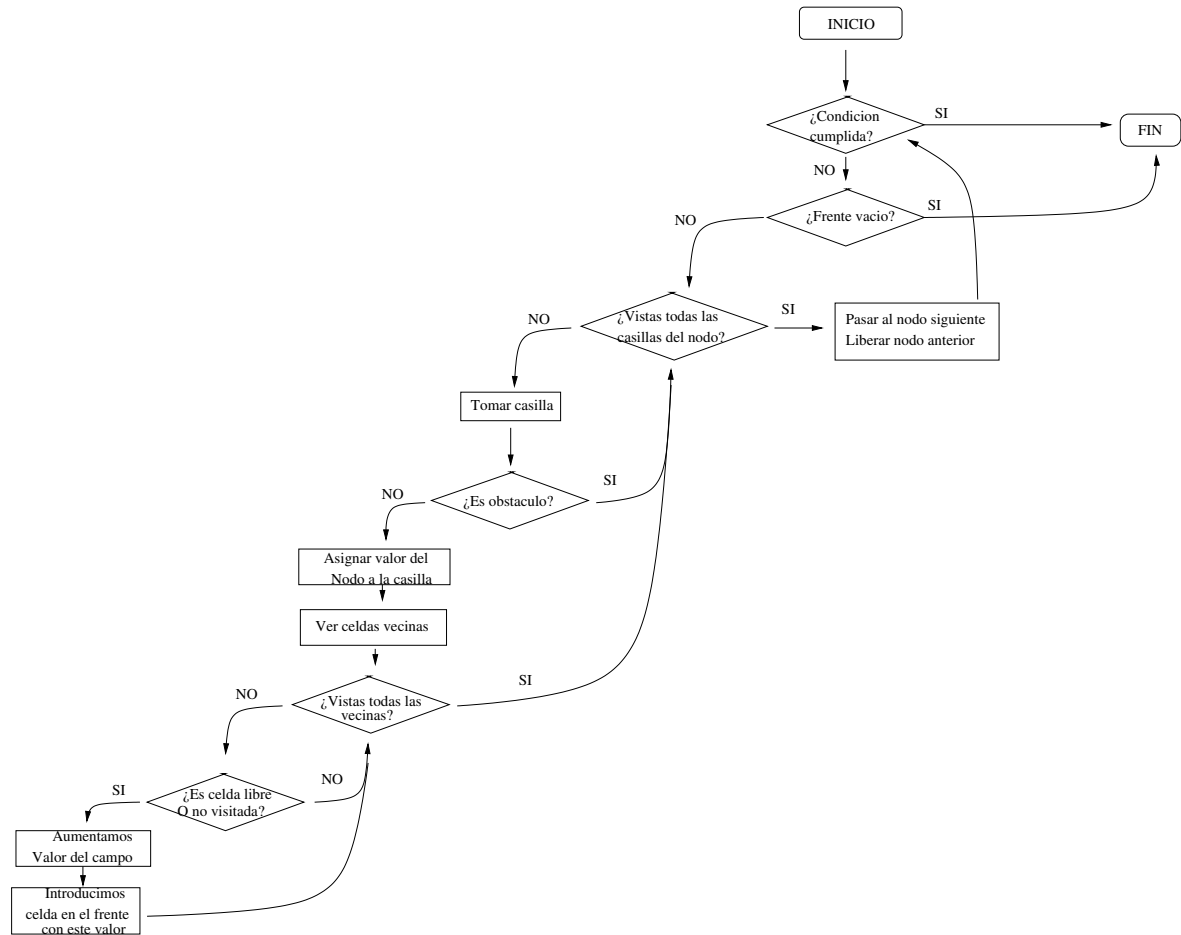 INICIO
¿Condicion
cumplida?
SI
FIN
NO
¿Frente vacio?
SI
NO
¿Vistas todas las
casillas del nodo?
SI
Pasar al nodo siguiente
Liberar nodo anterior
NO
Tomar casilla
¿Es obstaculo?
SI
NO
Asignar valor del
Nodo a la casilla
Ver celdas vecinas
¿Vistas todas las
vecinas?
SI
NO
¿Es celda libre
O no visitada?
NO
SI
Aumentamos
Valor del campo
Introducimos
celda en el frente
con este valor